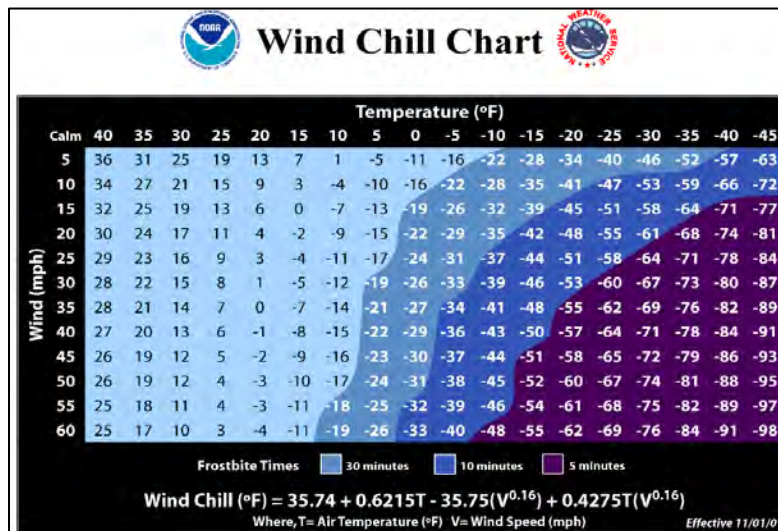 NOAA
Wind Chill Chart
NATIONAL WEATHER SERVICE
Temperature (ºF)
Calm 40 35 30 25 20 15 10 5 0 -5 -10 -15 -20 -25 -30 -35 -40 -45
Wind (mph)
5 36 31 25 19 13 7 1 -5 -11 -16 -22 -28 -34 -40 -46 -52 -57 -63
10 34 27 21 15 9 3 -4 -10 -16 -22 -28 -35 -41 -47 -53 -59 -66 -72
15 32 25 19 13 6 0 -7 -13 -19 -26 -32 -39 -45 -51 -58 -64 -71 -77
20 30 24 17 11 4 -2 -9 -15 -22 -29 -35 -42 -48 -55 -61 -68 -74 -81
25 29 23 16 9 3 -4 -11 -17 -24 -31 -37 -44 -51 -58 -64 -71 -78 -84
30 28 22 15 8 1 -5 -12 -19 -26 -33 -39 -46 -53 -60 -67 -73 -80 -87
35 28 21 14 7 0 -7 -14 -21 -27 -34 -41 -48 -55 -62 -69 -76 -82 -89
40 27 20 13 6 -1 -8 -15 -22 -29 -36 -43 -50 -57 -64 -71 -78 -84 -91
45 26 19 12 5 -2 -9 -16 -23 -30 -37 -44 -51 -58 -65 -72 -79 -86 -93
50 26 19 12 4 -3 -10 -17 -24 -31 -38 -45 -52 -60 -67 -74 -81 -88 -95
55 25 18 11 4 -3 -11 -18 -25 -32 -39 -46 -54 -61 -68 -75 -82 -89 -97
60 25 17 10 3 -4 -11 -19 -26 -33 -40 -48 -55 -62 -69 -76 -84 -91 -98
Frostbite Times 30 minutes 10 minutes 5 minutes
Wind Chill (ºF) = 35.74 + 0.6215T - 35.75(V0.16) + 0.4275T(V0.16)
Where, T= Air Temperature (ºF) V= Wind Speed (mph)
Effective 11/01/0